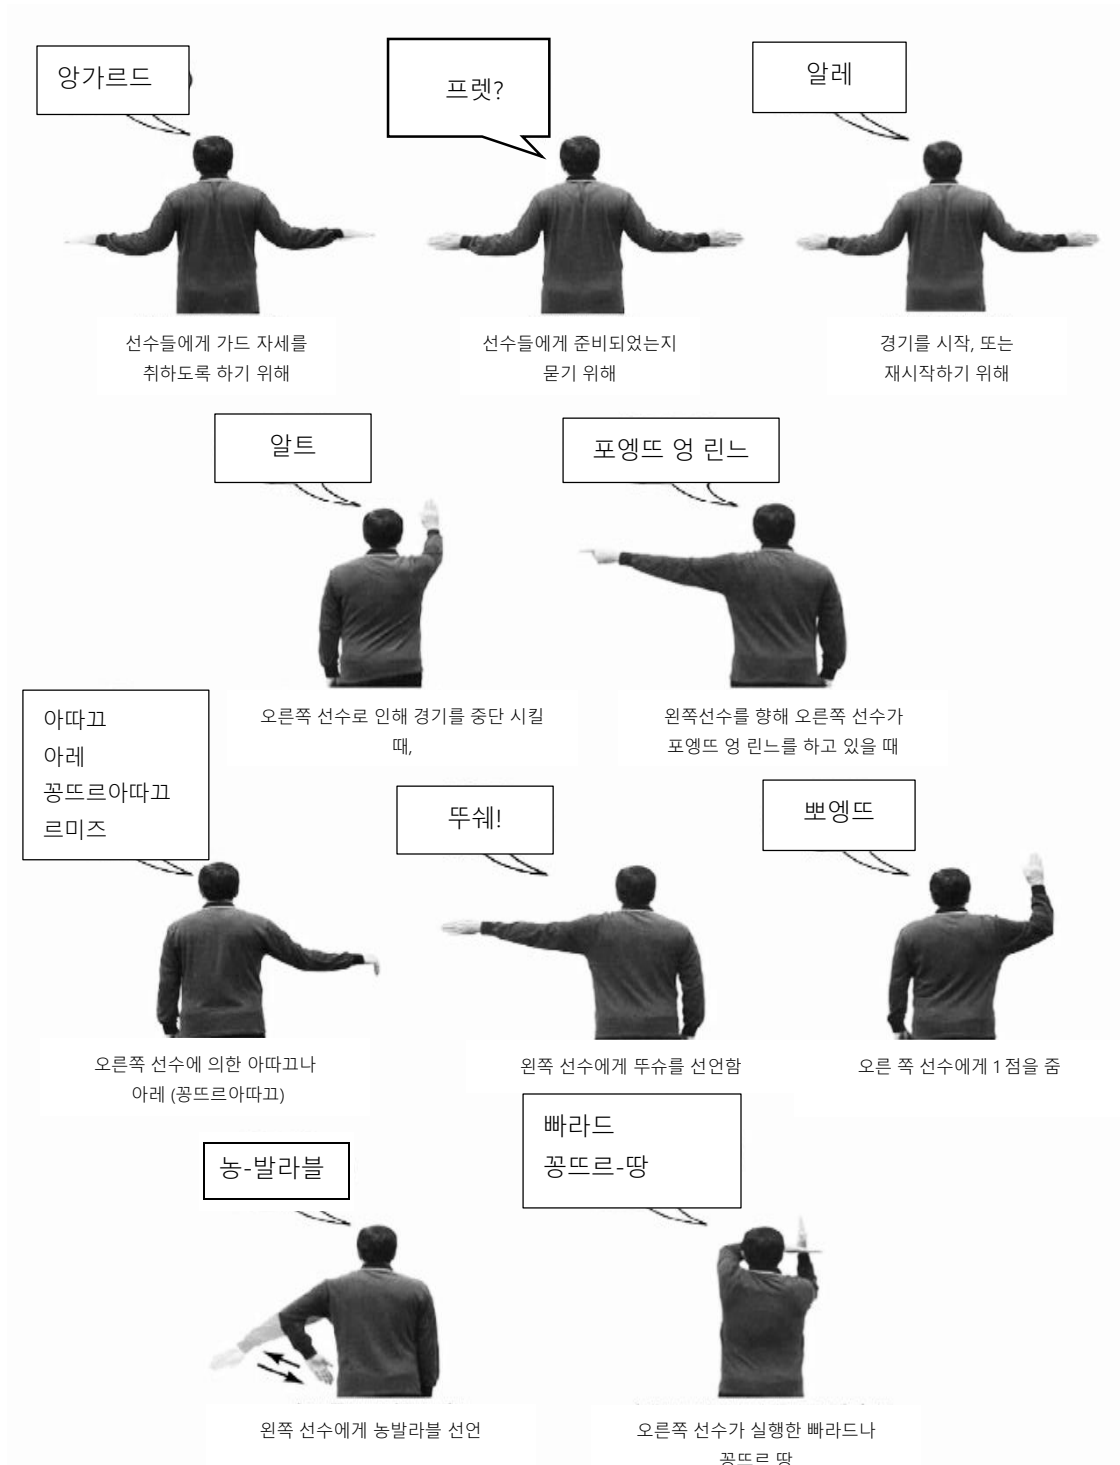 앙가르드
프렛?
알레
선수들에게 가드 자세를
취하도록 하기 위해
선수들에게 준비되었는지
묻기 위해
경기를 시작, 또는
재시작하기 위해
알트
포엥뜨 엉 린느
오른쪽 선수로 인해 경기를 중단 시킬
때,
왼쪽선수를 향해 오른쪽 선수가
포엥뜨 엉 린느를 하고 있을 때
아따끄
아레
꽁뜨르아따끄
르미즈
뚜쉐!
뽀엥뜨
오른쪽 선수에 의한 아따끄나
아레 (꽁뜨르아따끄)
왼쪽 선수에게 뚜슈를 선언함
오른 쪽 선수에게 1점을 줌
농-발라블
빠라드
꽁뜨르-땅
왼쪽 선수에게 농발라블 선언
오른쪽 선수가 실행한 빠라드나
꽁뜨르 땅